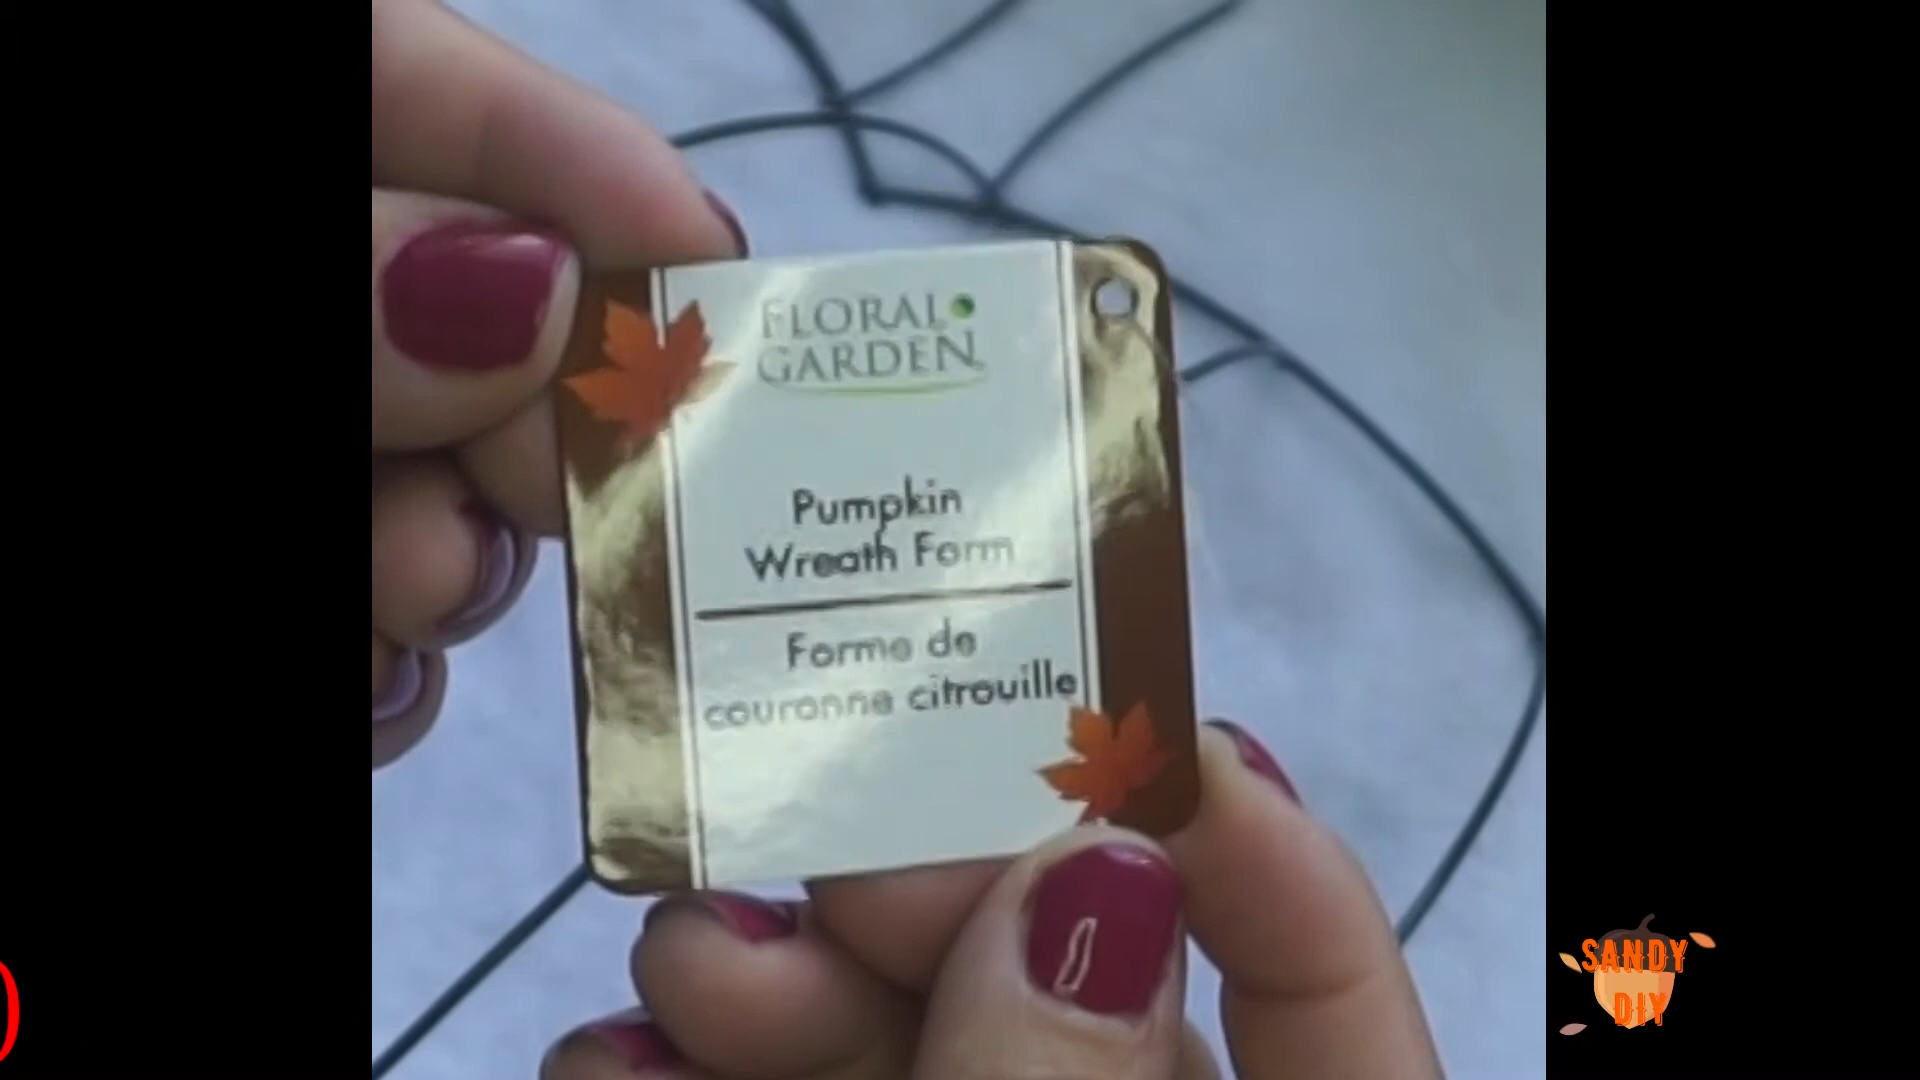 FLORAL
GARDEN
Pumpkin
Wreath Form
Forme de
couronne citrouille
SANDY
DIY